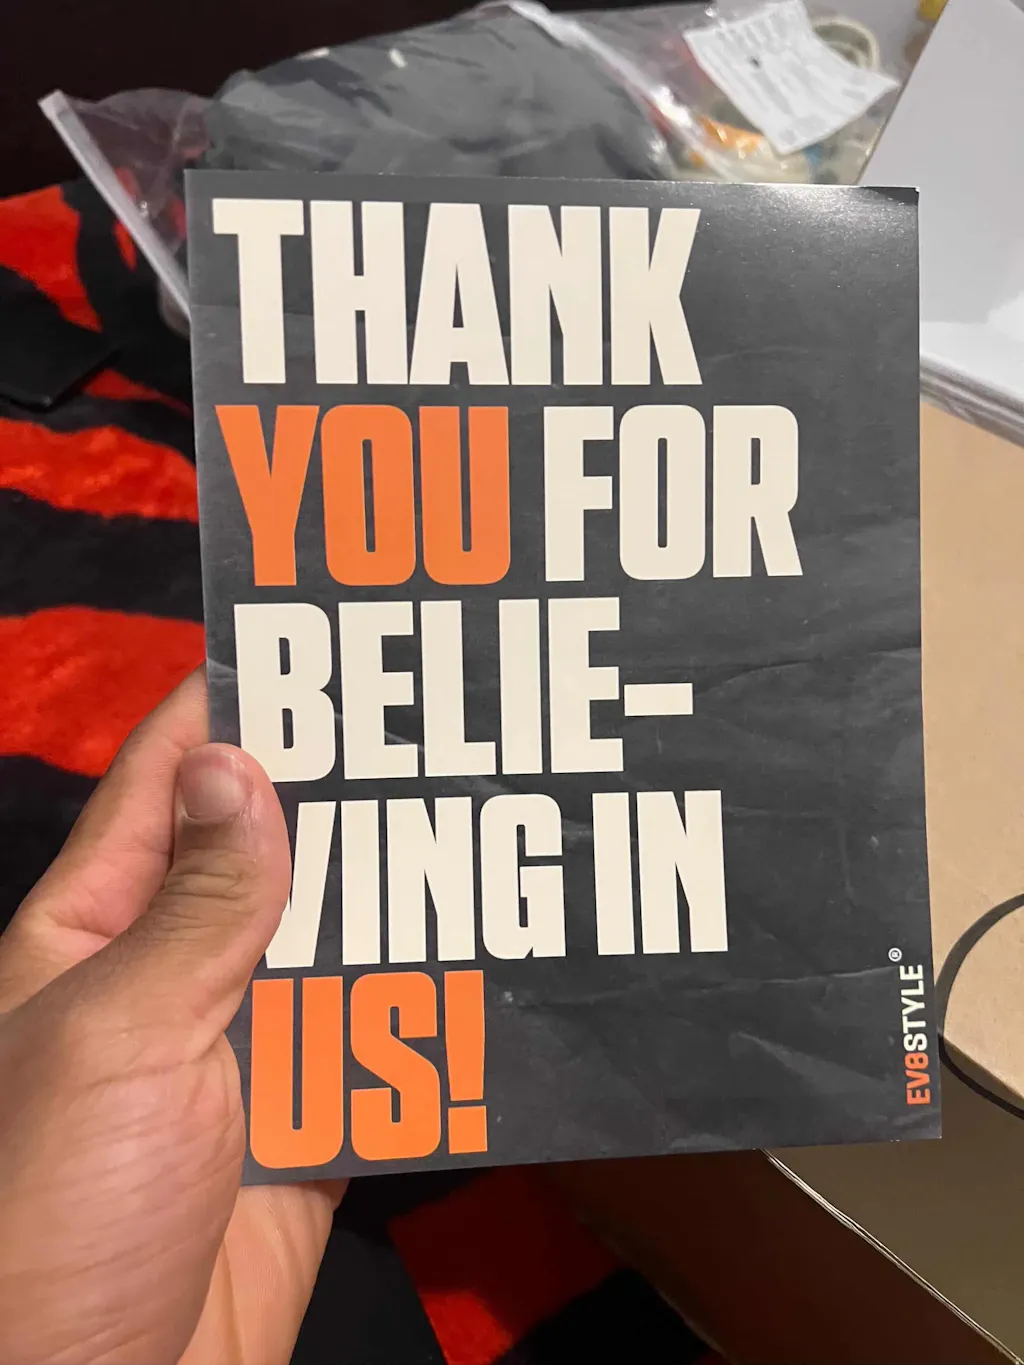 THANK
YOU FOR
BELIE-
VING IN
US!
EV8STYLE®